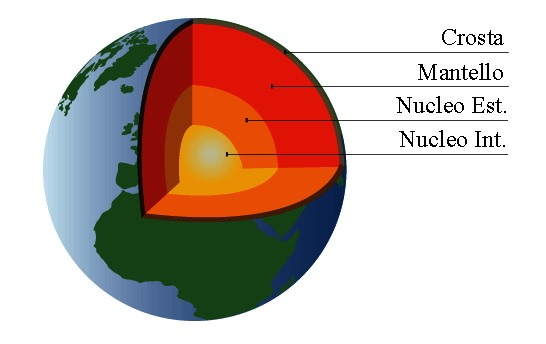 Crosta
Mantello
Nucleo Est.
Nucleo Int.